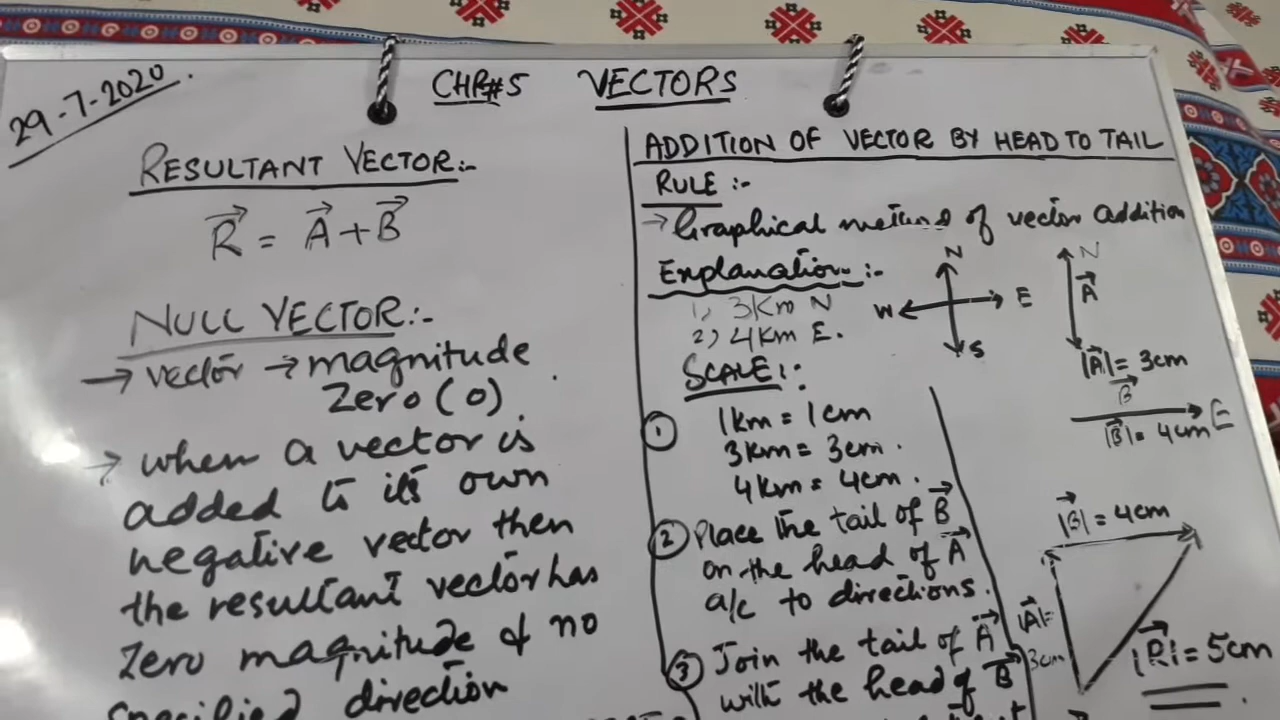 29-7-2020.
CHP#5 VECTORS
RESULTANT VECTOR:-
R = A + B
NULL VECTOR:-
→ vector → magnitude
Zero (0).
→ when a vector is
added to its own
negative vector then
the resultant vector has
zero magnitude & no
specified direction
ADDITION OF VECTOR BY HEAD TO TAIL
RULE :-
→ Graphical method of vector addition
Explanation :-
1) 3Km N
2) 4Km E.
N
W E
S
N
A
|A| = 3cm
B
E
|B| = 4cm
SCALE:-
① 1km = 1cm
3km = 3cm.
4km = 4cm.
② Place the tail of B
on the head of A
a/c to directions.
③ Join the tail of A
with the head of B
|B| = 4cm
|A| =
3cm
|R| = 5cm